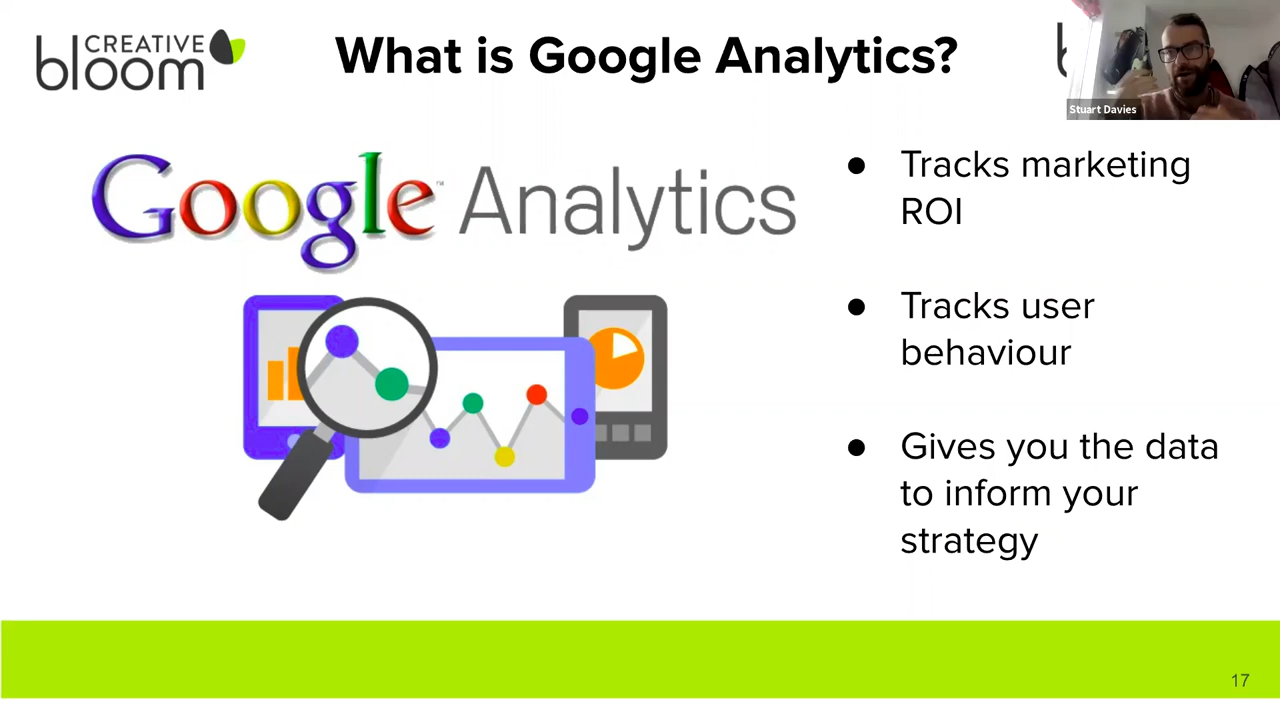 CREATIVE
bloom
What is Google Analytics?
b
Stuart Davies
Google™ Analytics
● Tracks marketing
ROI
● Tracks user
behaviour
● Gives you the data
to inform your
strategy
17